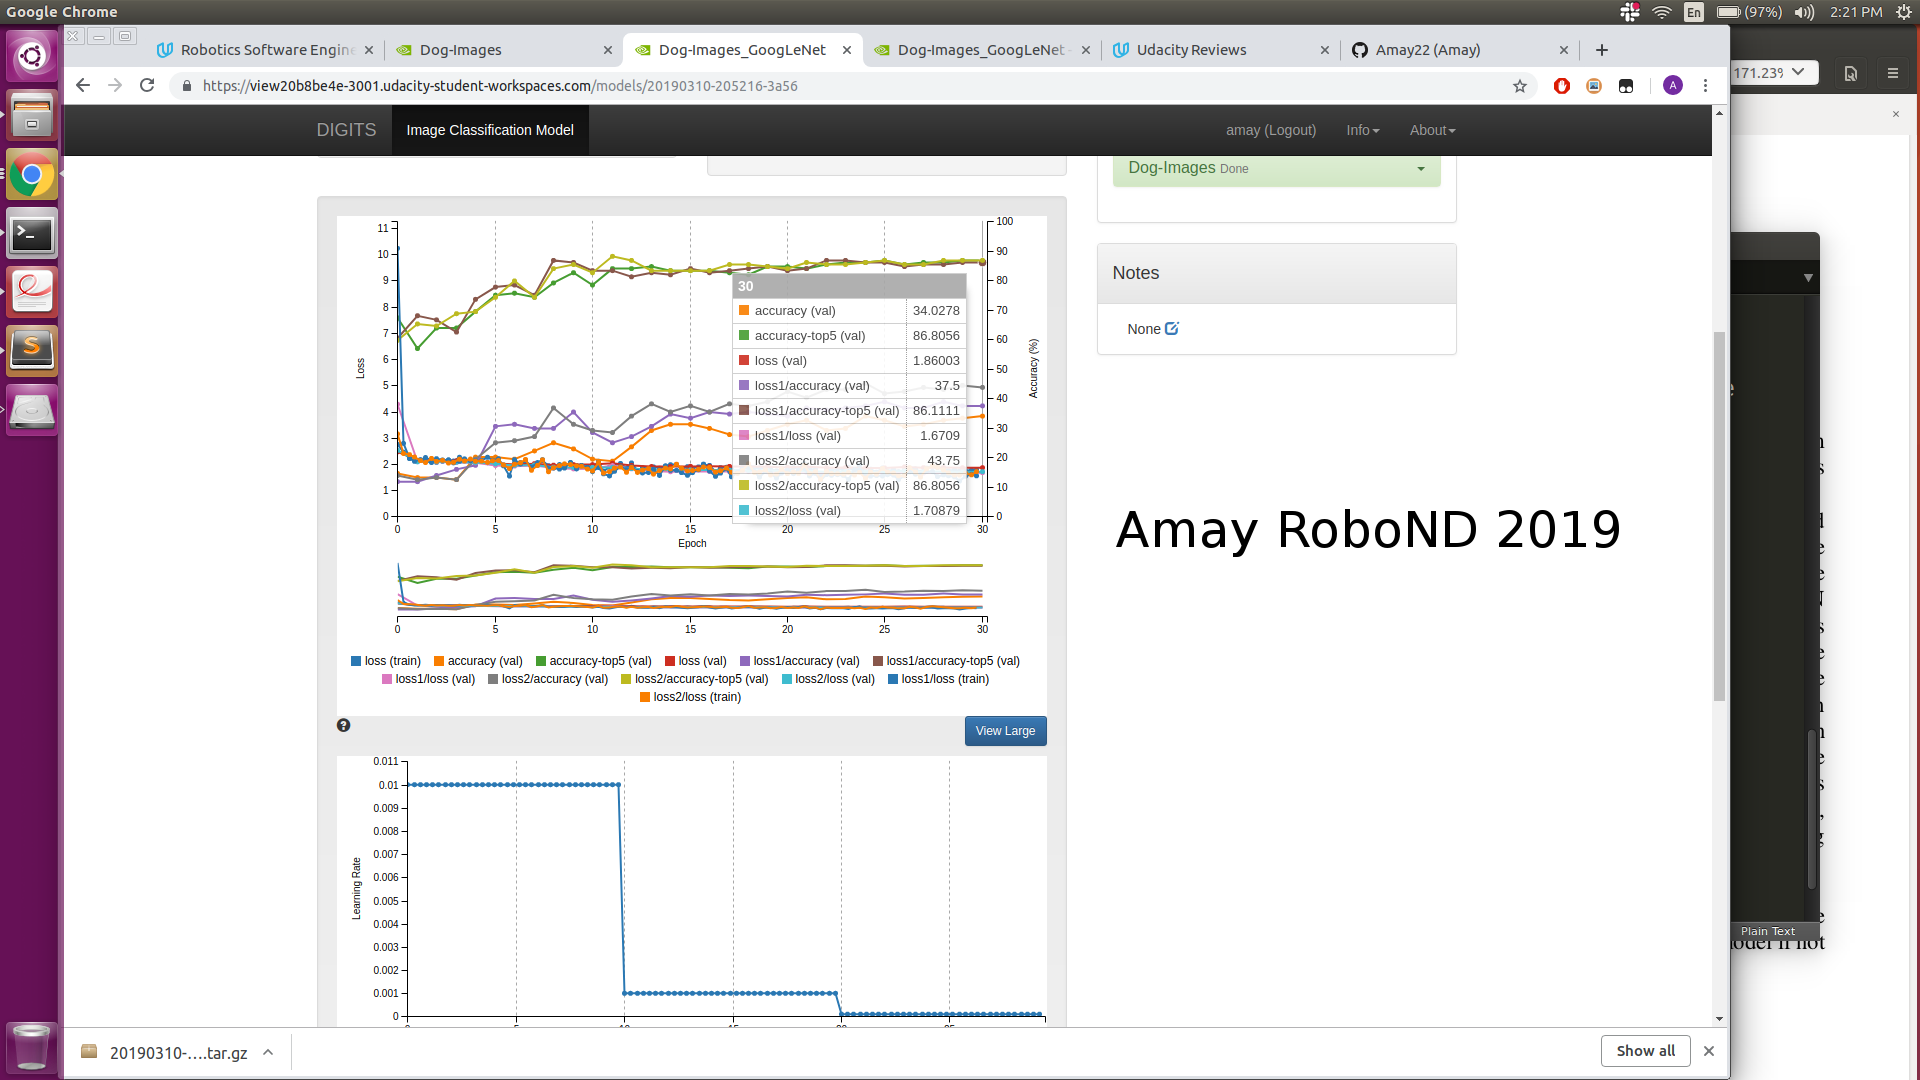 Google Chrome
En (97%) 2:21 PM
Robotics Software Engine
Dog-Images
Dog-Images_GoogLeNet
Dog-Images_GoogLeNet
Udacity Reviews
Amay22 (Amay)
https://view20b8be4e-3001.udacity-student-workspaces.com/models/20190310-205216-3a56
A
171.23%
DIGITS Image Classification Model amay (Logout) Info About
Dog-Images Done
Notes
None
Loss
11
10
9
8
7
6
5
4
3
2
1
0
100
90
80
70
60
50
40
30
20
10
0
Accuracy (%)
30
accuracy (val) 34.0278
accuracy-top5 (val) 86.8056
loss (val) 1.86003
loss1/accuracy (val) 37.5
loss1/accuracy-top5 (val) 86.1111
loss1/loss (val) 1.6709
loss2/accuracy (val) 43.75
loss2/accuracy-top5 (val) 86.8056
loss2/loss (val) 1.70879
0 5 10 15 20 25 30
Epoch
0 5 10 15 20 25 30
loss (train) accuracy (val) accuracy-top5 (val) loss (val) loss1/accuracy (val) loss1/accuracy-top5 (val)
loss1/loss (val) loss2/accuracy (val) loss2/accuracy-top5 (val) loss2/loss (val) loss1/loss (train)
loss2/loss (train)
View Large
Learning Rate
0.011
0.01
0.009
0.008
0.007
0.006
0.005
0.004
0.003
0.002
0.001
0
Amay RoboND 2019
Plain Text
not
20190310-....tar.gz
Show all